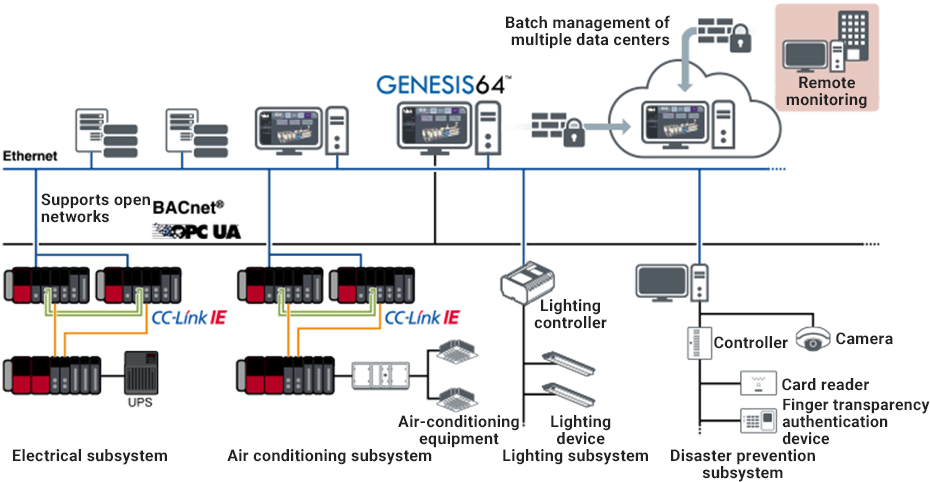 Batch management of
multiple data centers
Remote
monitoring
GENESIS64™
Ethernet
Supports open
networks
BACnet®
OPC UA
CC-Link IE
CC-Link IE
Lighting
controller
Controller
Camera
UPS
Card reader
Air-conditioning
equipment
Lighting
device
Finger transparency
authentication
device
Electrical subsystem
Air conditioning subsystem
Lighting subsystem
Disaster prevention
subsystem